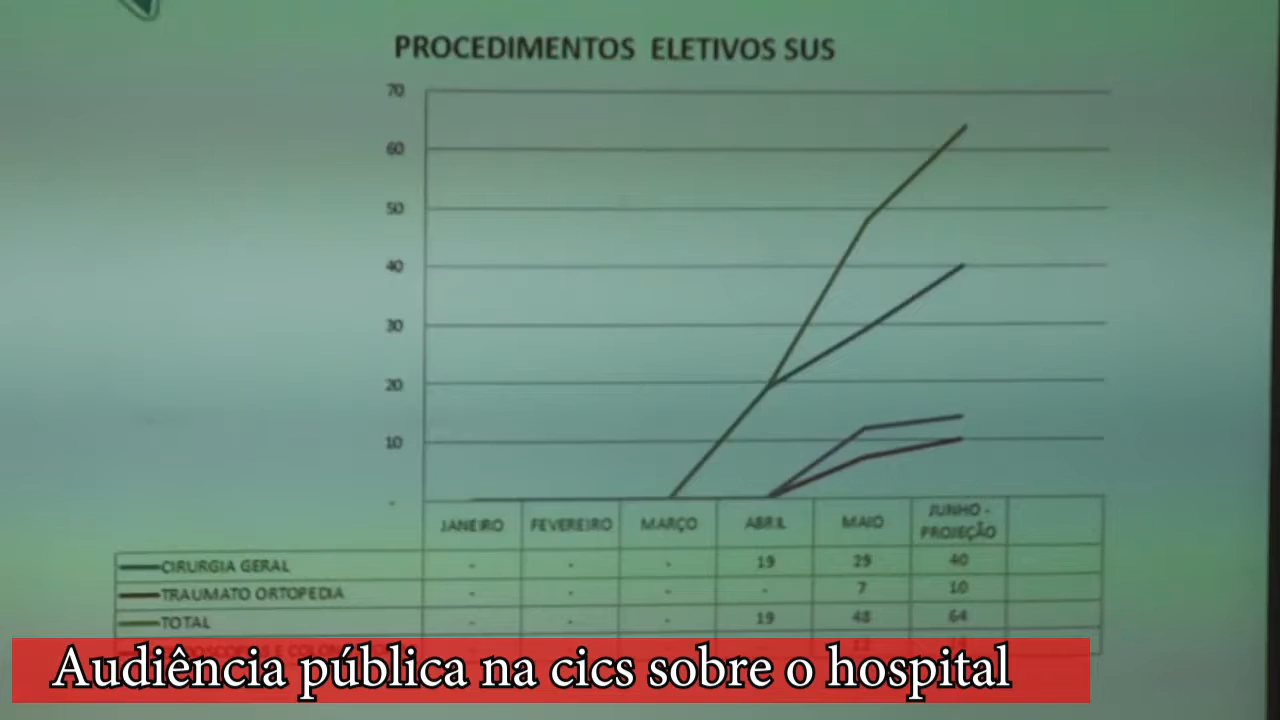 PROCEDIMENTOS ELETIVOS SUS
70
60
50
40
30
20
10
-
JANEIRO FEVEREIRO MARÇO ABRIL MAIO JUNHO - PROJEÇÃO
CIRURGIA GERAL - - - 19 29 40
TRAUMATO ORTOPEDIA - - - - 7 10
TOTAL - - - 19 48 64
Audiência pública na cics sobre o hospital